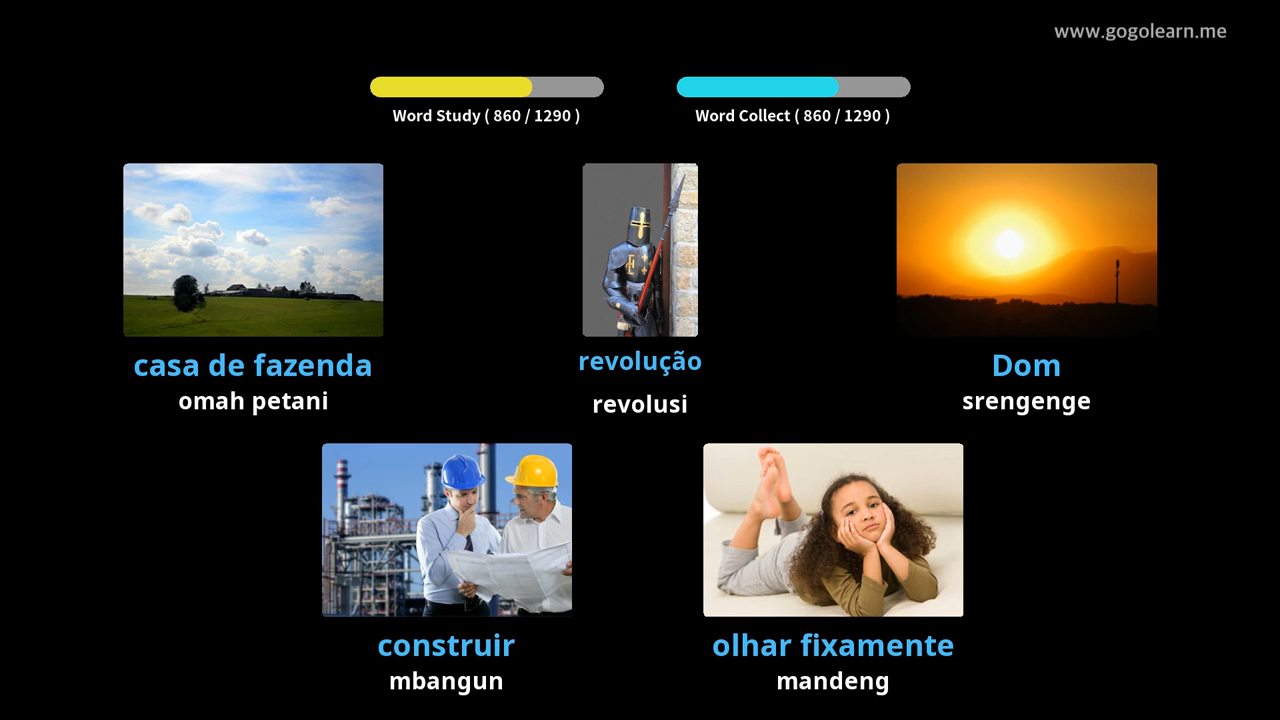 www.gogolearn.me
Word Study ( 860 / 1290 )
Word Collect ( 860 / 1290 )
casa de fazenda
omah petani
revolução
revolusi
Dom
srengenge
construir
mbangun
olhar fixamente
mandeng